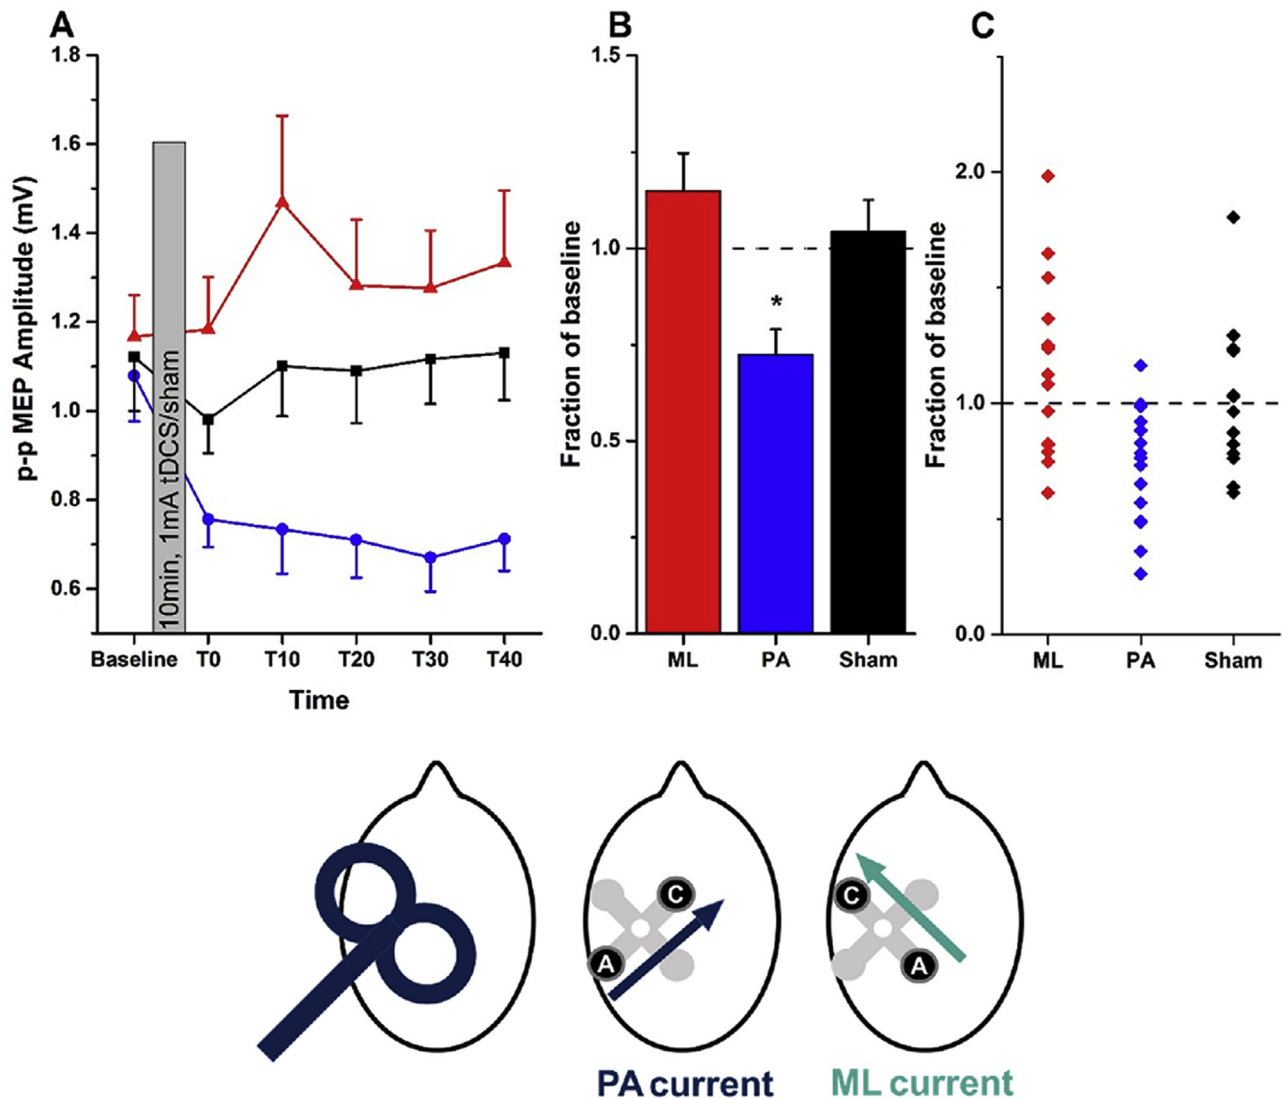 A
p-p MEP Amplitude (mV)
1.8
1.6
1.4
1.2
1.0
0.8
0.6
10min, 1mA tDCS/sham
Baseline T0 T10 T20 T30 T40
Time
B
Fraction of baseline
1.5
1.0
0.5
0.0
*
ML PA Sham
C
Fraction of baseline
2.0
1.0
0.0
ML PA Sham
C
A
PA current
C
A
ML current